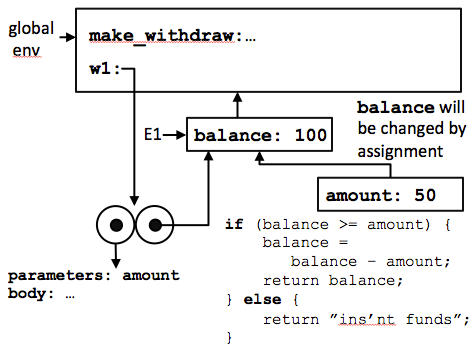 global
env
make_withdraw:…
w1:
E1
balance: 100
balance will
be changed by
assignment
amount: 50
parameters: amount
body: …
if (balance >= amount) {
balance =
balance – amount;
return balance;
} else {
return ”ins’nt funds”;
}